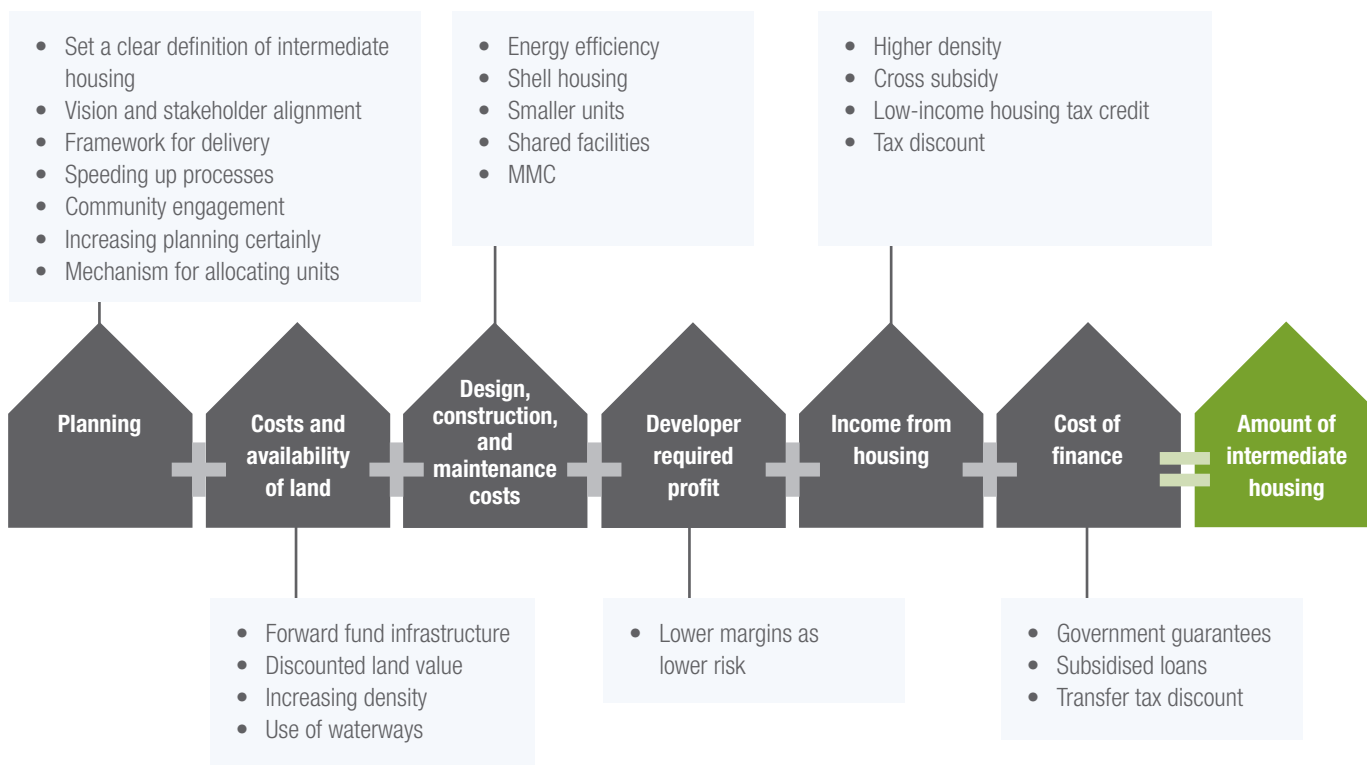 • Set a clear definition of intermediate
housing
• Vision and stakeholder alignment
• Framework for delivery
• Speeding up processes
• Community engagement
• Increasing planning certainly
• Mechanism for allocating units
• Energy efficiency
• Shell housing
• Smaller units
• Shared facilities
• MMC
• Higher density
• Cross subsidy
• Low-income housing tax credit
• Tax discount
Planning
+
Costs and
availability
of land
+
Design,
construction,
and
maintenance
costs
+
Developer
required
profit
+
Income from
housing
+
Cost of
finance
=
Amount of
intermediate
housing
• Forward fund infrastructure
• Discounted land value
• Increasing density
• Use of waterways
• Lower margins as
lower risk
• Government guarantees
• Subsidised loans
• Transfer tax discount